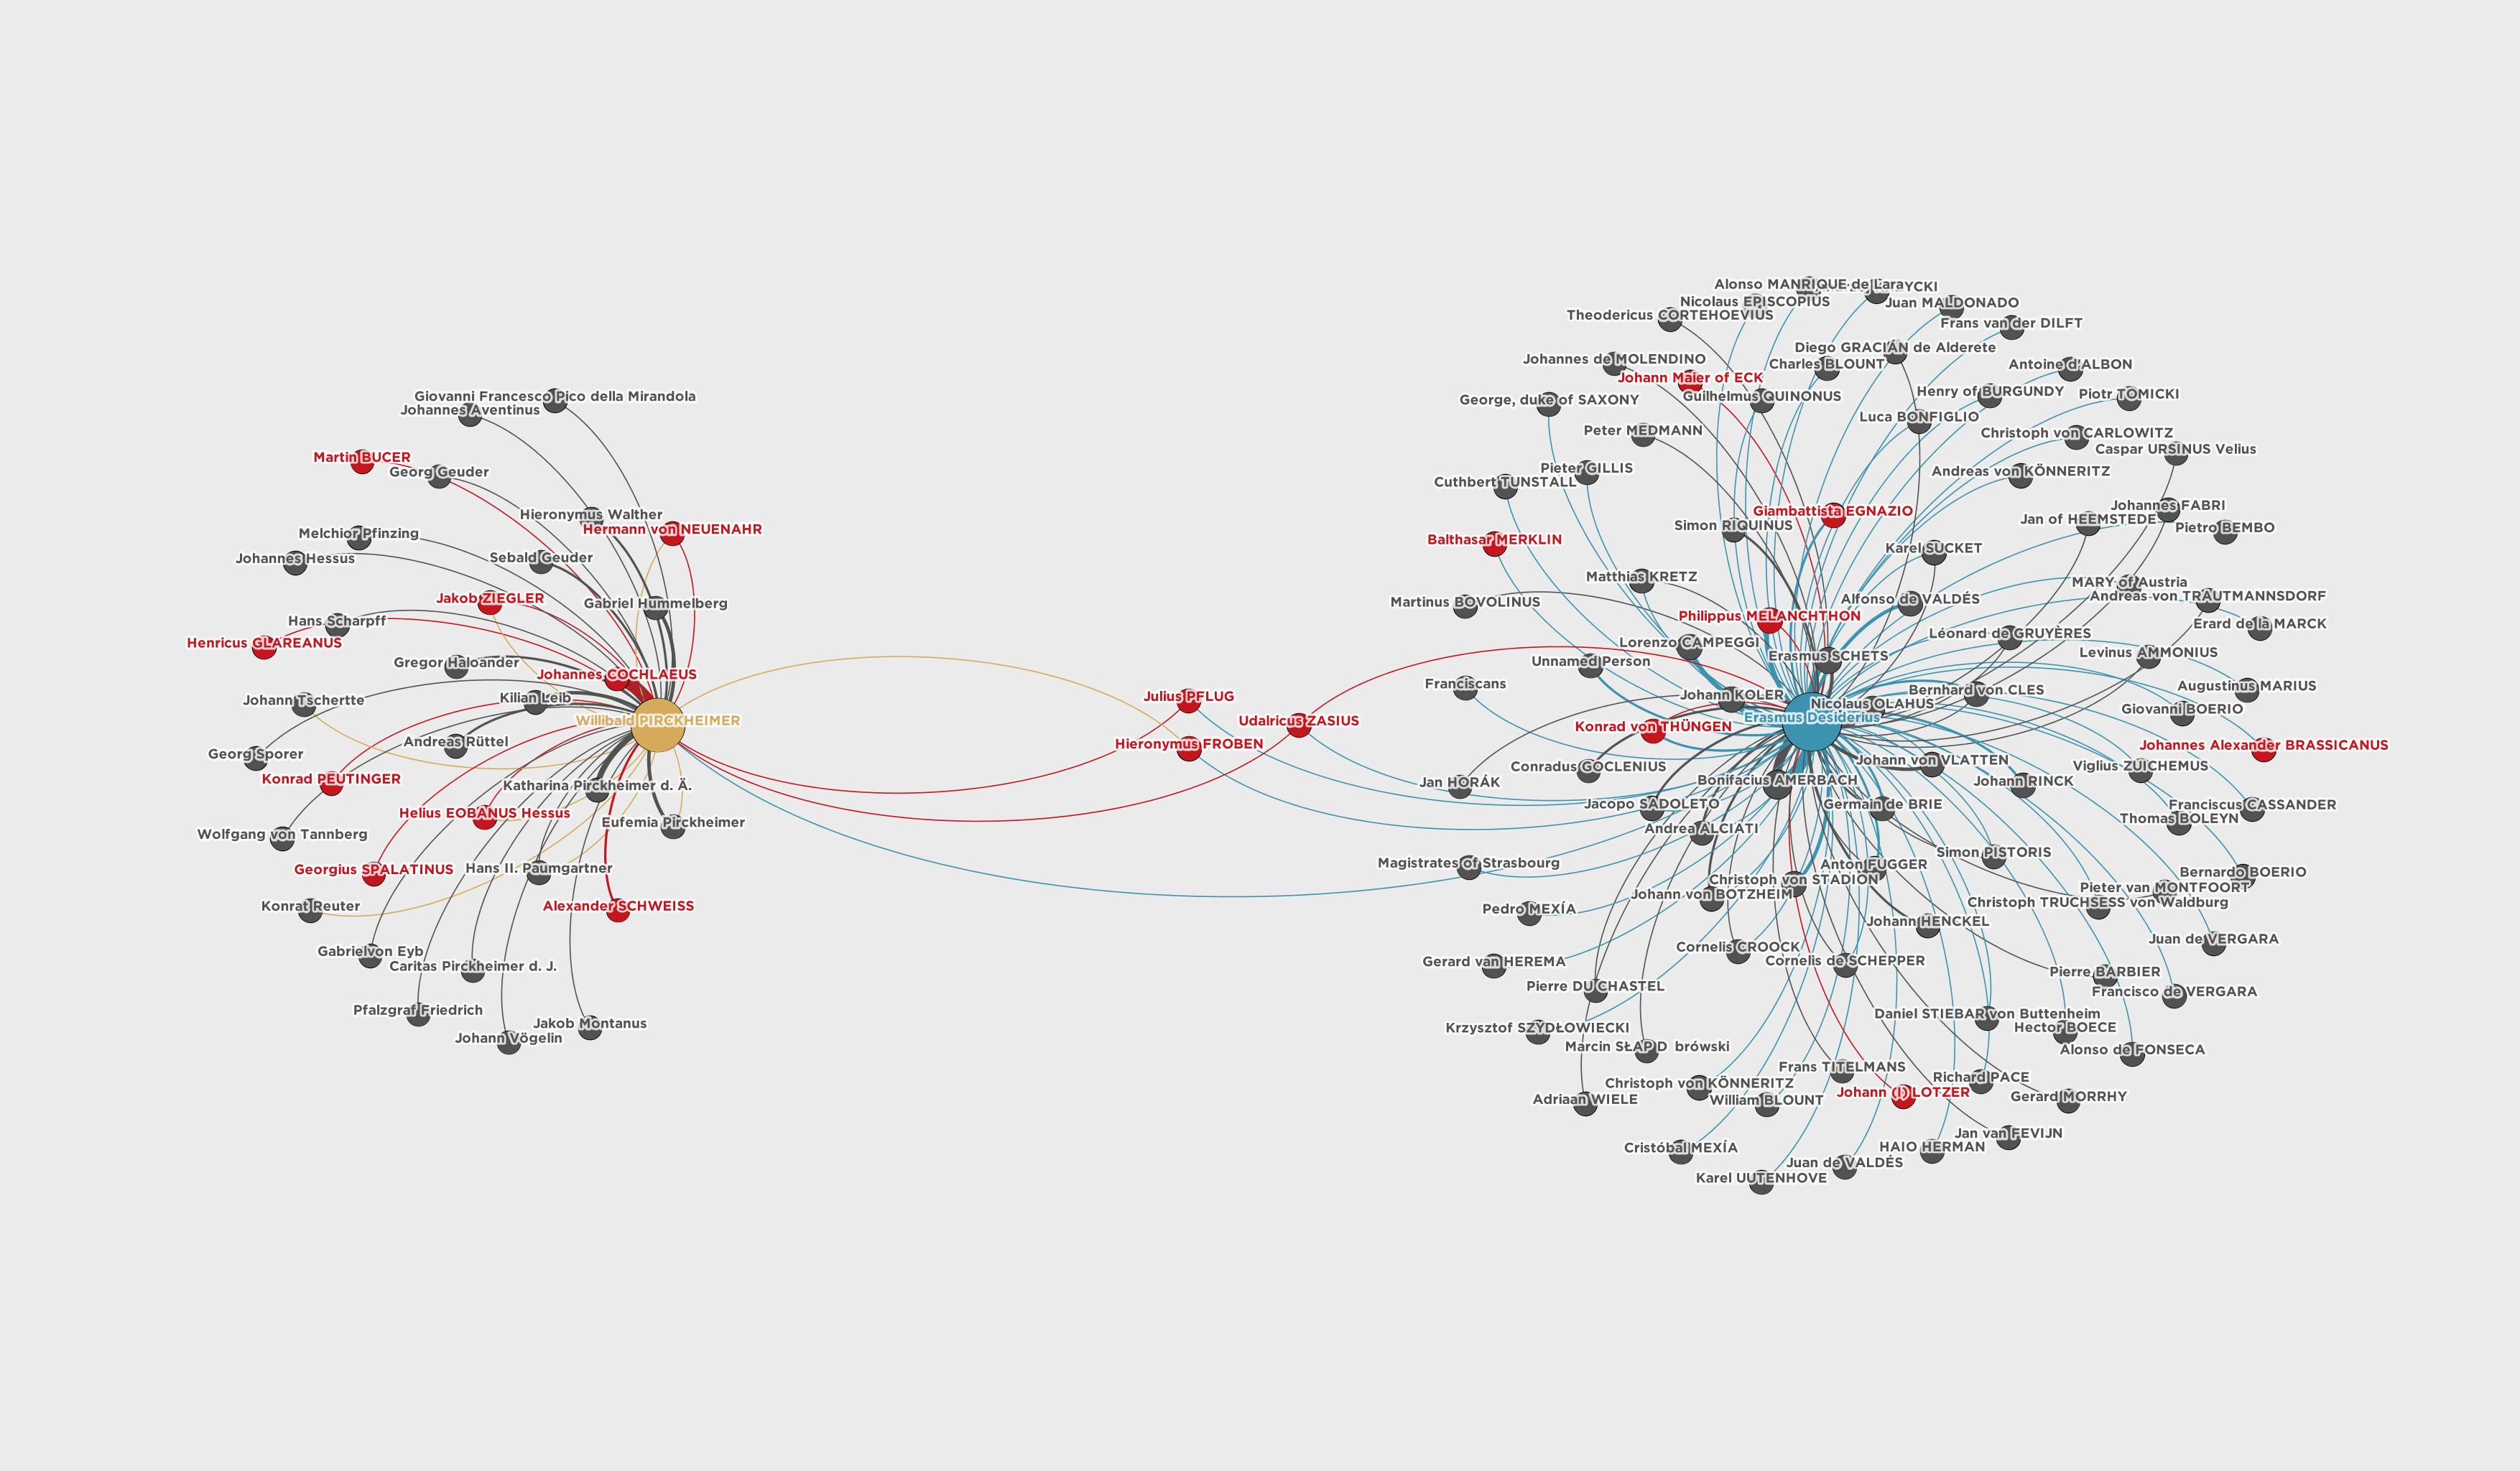 Giovanni Francesco Pico della Mirandola
Johannes Aventinus
Martin BUCER
Georg Geuder
Hieronymus Walther
Hermann von NEUENAHR
Melchior Pfinzing
Johannes Hessus
Sebald Geuder
Jakob ZIEGLER
Gabriel Hummelberg
Hans Scharpff
Henricus GLAREANUS
Gregor Haloander
Johannes COCHLAEUS
Johann Tschertte
Kilian Leib
Willibald PIRCKHEIMER
Andreas Rüttel
Georg Sporer
Konrad PEUTINGER
Katharina Pirckheimer d. Ä.
Helius EOBANUS Hessus
Eufemia Pirckheimer
Wolfgang von Tannberg
Georgius SPALATINUS
Hans II. Paumgartner
Konrat Reuter
Alexander SCHWEISS
Gabriel von Eyb
Caritas Pirckheimer d. J.
Pfalzgraf Friedrich
Jakob Montanus
Johann Vögelin
Julius PFLUG
Udalricus ZASIUS
Hieronymus FROBEN
Alonso MANRIQUE de Lara
YCKI
Nicolaus EPISCOPIUS
Juan MALDONADO
Theodericus CORTEHOEVIUS
Frans van der DILFT
Diego GRACIÁN de Alderete
Johannes de MOLENDINO
Charles BLOUNT
Antoine d'ALBON
Johann Maier of ECK
Guilhelmus QUINONUS
Henry of BURGUNDY
Piotr TOMICKI
George, duke of SAXONY
Luca BONFIGLIO
Peter MEDMANN
Christoph von CARLOWITZ
Caspar URSINUS Velius
Pieter GILLIS
Andreas von KÖNNERITZ
Cuthbert TUNSTALL
Giambattista EGNAZIO
Johannes FABRI
Jan of HEEMSTEDE
Simon RIQUINUS
Pietro BEMBO
Balthasar MERKLIN
Karel SUCKET
Matthias KRETZ
MARY of Austria
Martinus BOVOLINUS
Alfonso de VALDÉS
Andreas von TRAUTMANNSDORF
Philippus MELANCHTHON
Érard de la MARCK
Lorenzo CAMPEGGI
Léonard de GRUYÈRES
Unnamed Person
Erasmus SCHETS
Levinus AMMONIUS
Franciscans
Johann KOLER
Bernhard von CLES
Augustinus MARIUS
Nicolaus OLAHUS
Giovanni BOERIO
Erasmus Desiderius
Konrad von THÜNGEN
Johannes Alexander BRASSICANUS
Conradus GOCLENIUS
Johann von VLATTEN
Viglius ZUICHEMUS
Jan HORÁK
Bonifacius AMERBACH
Johann RINCK
Jacopo SADOLETO
Germain de BRIE
Franciscus CASSANDER
Thomas BOLEYN
Andrea ALCIATI
Magistrates of Strasbourg
Anton FUGGER
Simon PISTORIS
Bernardo BOERIO
Christoph von STADION
Pieter van MONTFOORT
Johann von BOTZHEIM
Christoph TRUCHSESS von Waldburg
Pedro MEXÍA
Johann HENCKEL
Juan de VERGARA
Cornelis CROOCK
Gerard van HEREMA
Cornelis de SCHEPPER
Pierre BARBIER
Pierre DU CHASTEL
Francisco de VERGARA
Daniel STIEBAR von Buttenheim
Krzysztof SZYDŁOWIECKI
Hector BOECE
Marcin SŁAP D brówski
Alonso de FONSECA
Frans TITELMANS
Richard PACE
Christoph von KÖNNERITZ
Johann (I) LOTZER
Gerard MORRHY
Adriaan WIELE
William BLOUNT
Jan van FEVIJN
Cristóbal MEXÍA
HAIO HERMAN
Juan de VALDÉS
Karel UUTENHOVE